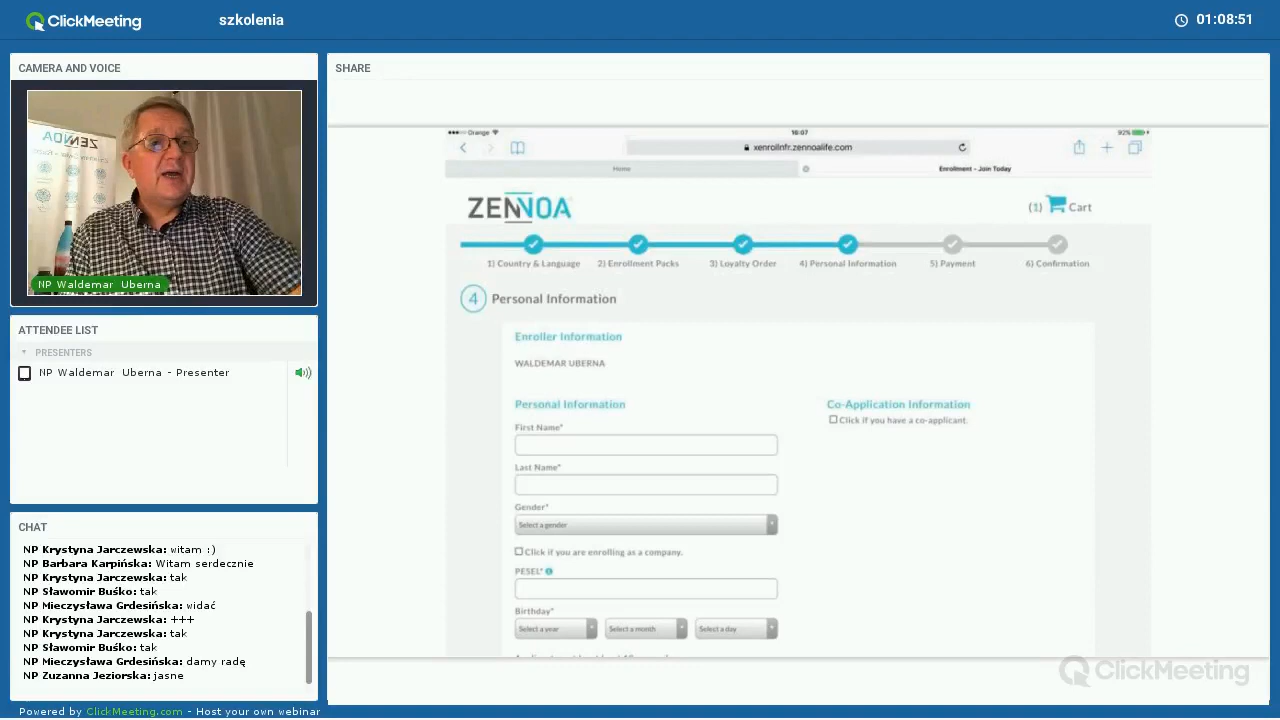 ClickMeeting
szkolenia
01:08:51
CAMERA AND VOICE
ZENNOA
NP Waldemar Uberna
ATTENDEE LIST
PRESENTERS
NP Waldemar Uberna - Presenter
CHAT
NP Krystyna Jarczewska: witam :)
NP Barbara Karpińska: Witam serdecznie
NP Krystyna Jarczewska: tak
NP Sławomir Buśko: tak
NP Mieczysława Grdesińska: widać
NP Krystyna Jarczewska: +++
NP Krystyna Jarczewska: tak
NP Sławomir Buśko: tak
NP Mieczysława Grdesińska: damy radę
NP Zuzanna Jeziorska: jasne
Powered by ClickMeeting.com - Host your own webinar
SHARE
Orange 16:07 92%
xenrollnfr.zennoalife.com
Home Enrollment - Join Today
ZENNOA
(1) Cart
1) Country & Language 2) Enrollment Packs 3) Loyalty Order 4) Personal Information 5) Payment 6) Confirmation
4 Personal Information
Enroller Information
WALDEMAR UBERNA
Personal Information
Co-Application Information
Click if you have a co-applicant.
First Name*
Last Name*
Gender*
Select a gender
Click if you are enrolling as a company.
PESEL*
Birthday*
Select a year Select a month Select a day
ClickMeeting